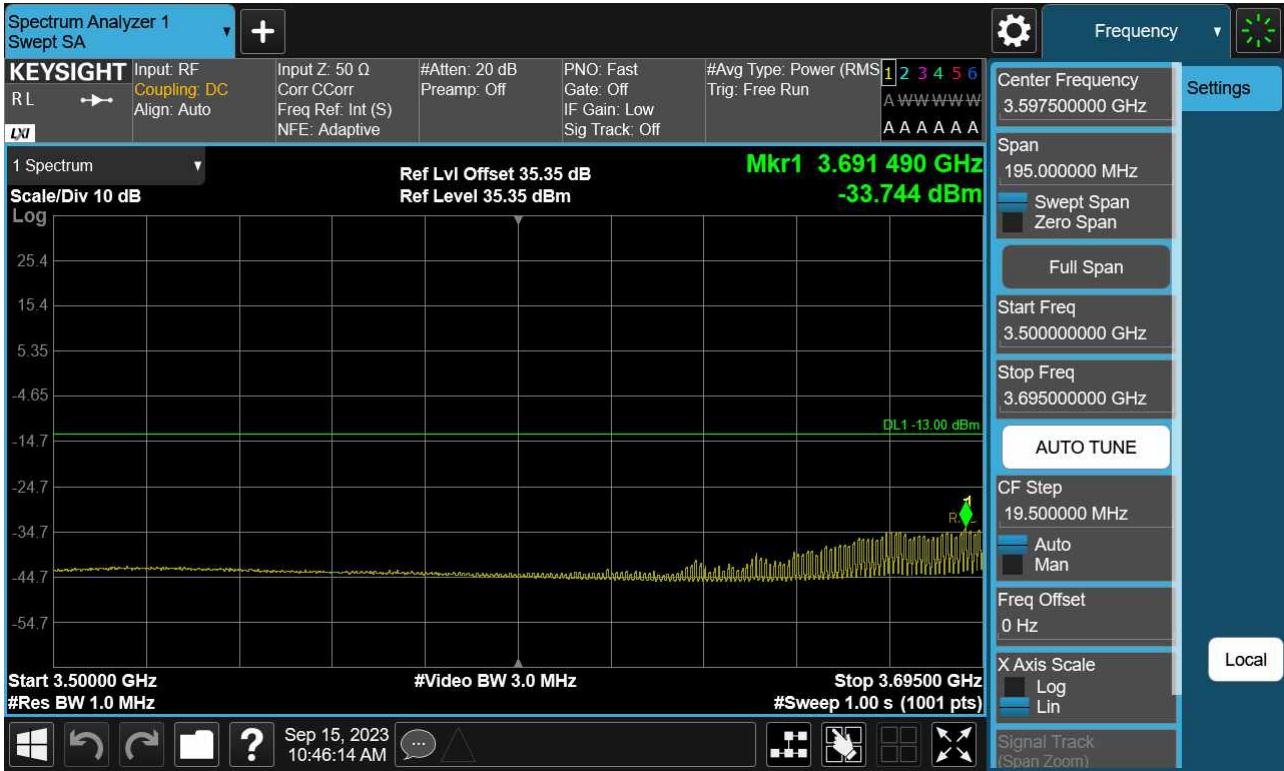 Spectrum Analyzer 1
Swept SA
Frequency
KEYSIGHT
R L
LXI
Input: RF
Coupling: DC
Align: Auto
Input Z: 50 Ω
Corr CCorr
Freq Ref: Int (S)
NFE: Adaptive
#Atten: 20 dB
Preamp: Off
PNO: Fast
Gate: Off
IF Gain: Low
Sig Track: Off
#Avg Type: Power (RMS
Trig: Free Run
1 2 3 4 5 6
A W W W W W
A A A A A A
1 Spectrum
Scale/Div 10 dB
Log
Ref Lvl Offset 35.35 dB
Ref Level 35.35 dBm
Mkr1 3.691 490 GHz
-33.744 dBm
25.4
15.4
5.35
-4.65
-14.7
-24.7
-34.7
-44.7
-54.7
DL1 -13.00 dBm
1
Start 3.50000 GHz
#Res BW 1.0 MHz
#Video BW 3.0 MHz
Stop 3.69500 GHz
#Sweep 1.00 s (1001 pts)
Center Frequency
3.597500000 GHz
Span
195.000000 MHz
Swept Span
Zero Span
Full Span
Start Freq
3.500000000 GHz
Stop Freq
3.695000000 GHz
AUTO TUNE
CF Step
19.500000 MHz
Auto
Man
Freq Offset
0 Hz
X Axis Scale
Log
Lin
Signal Track
(Span Zoom)
Settings
Local
?
Sep 15, 2023
10:46:14 AM